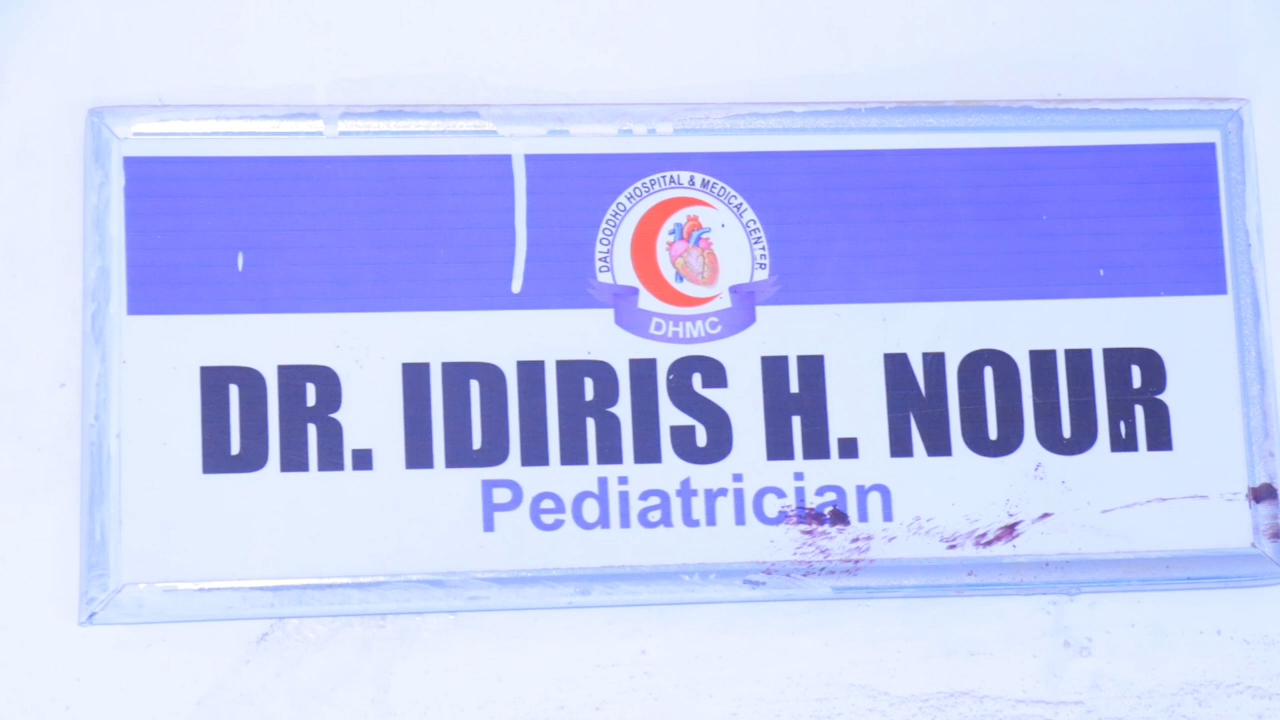 DALOODHO HOSPITAL & MEDICAL CENTER
DHMC
DR. IDIRIS H. NOUR
Pediatrician